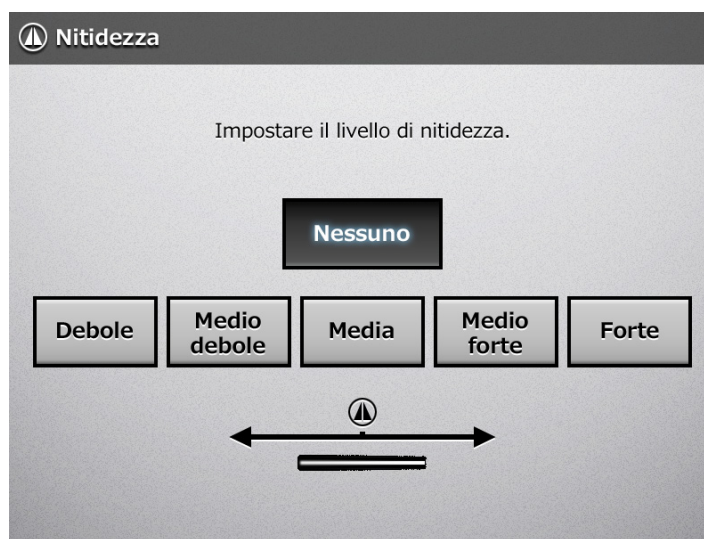 Nitidezza
Impostare il livello di nitidezza.
Nessuno
Debole
Medio
debole
Media
Medio
forte
Forte